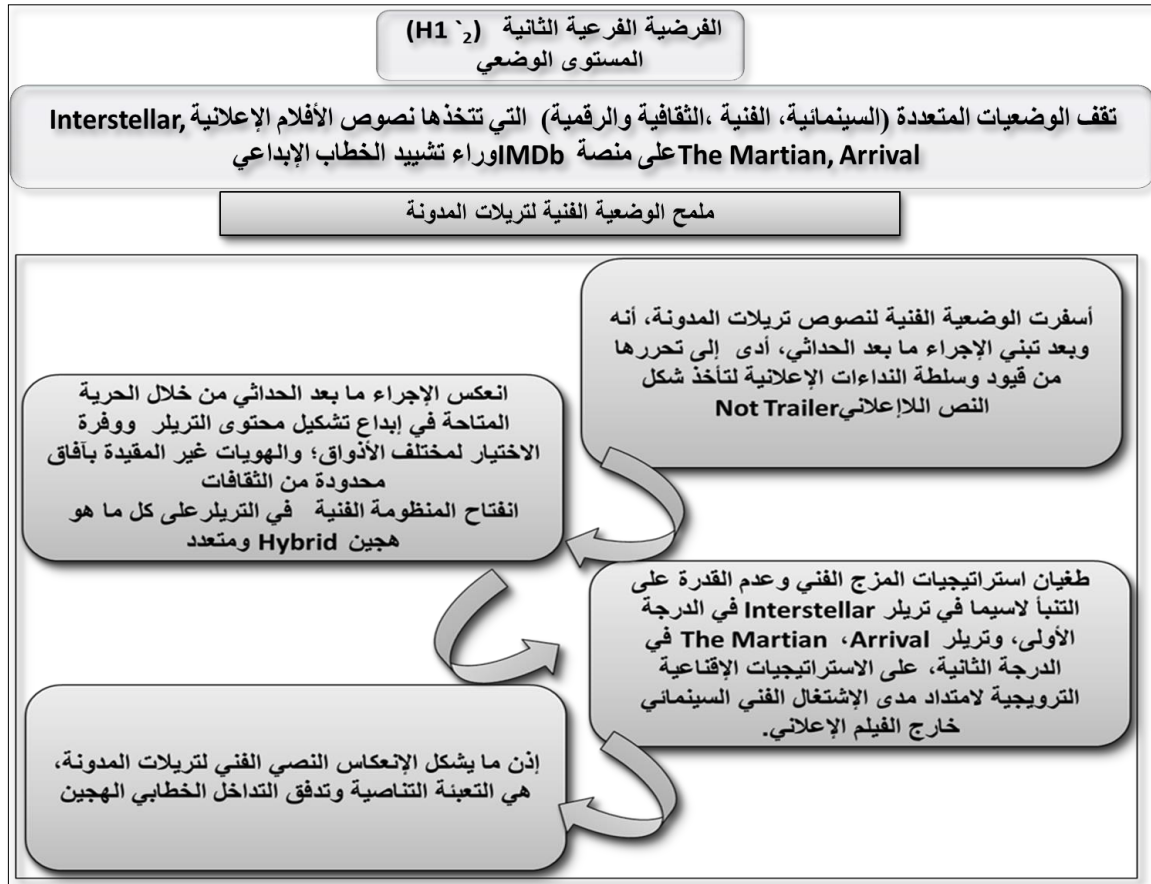 الفرضية الفرعية الثانية (H1 `₂)
المستوى الوضعي
تقف الوضعيات المتعددة (السينمائية، الفنية ،الثقافية والرقمية) التي تتخذها نصوص الأفلام الإعلانية Interstellar,
The Martian, Arrival على منصة IMDb وراء تشييد الخطاب الإبداعي
ملمح الوضعية الفنية لتريلات المدونة
أسفرت الوضعية الفنية لنصوص تريلات المدونة، أنه
وبعد تبني الإجراء ما بعد الحداثي، أدى إلى تحررها
من قيود وسلطة النداءات الإعلانية لتأخذ شكل
النص اللاإعلاني Not Trailer
انعكس الإجراء ما بعد الحداثي من خلال الحرية
المتاحة في إبداع تشكيل محتوى التريلر ووفرة
الاختيار لمختلف الأذواق؛ والهويات غير المقيدة بآفاق
محدودة من الثقافات
انفتاح المنظومة الفنية في التريلر على كل ما هو
هجين Hybrid ومتعدد
طغيان استراتيجيات المزج الفني وعدم القدرة على
التنبأ لاسيما في تريلر Interstellar في الدرجة
الأولى، وتريلر The Martian ،Arrival في
الدرجة الثانية، على الاستراتيجيات الإقناعية
الترويجية لامتداد مدى الإشتغال الفني السينمائي
خارج الفيلم الإعلاني.
إذن ما يشكل الإنعكاس النصي الفني لتريلات المدونة،
هي التعبئة التناصية وتدفق التداخل الخطابي الهجين